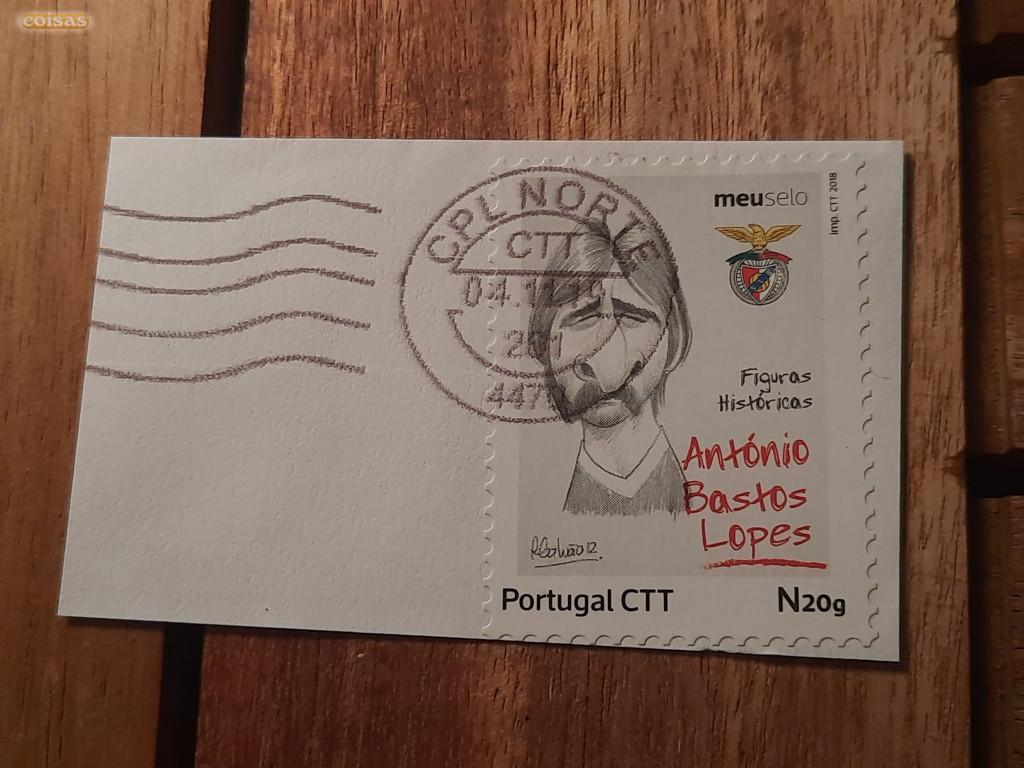 coisas
CPL NORTE
CTT
meuselo
Imp. CTT 2018
Figuras
Históricas
António
Bastos
Lopes
Portugal CTT
N20g